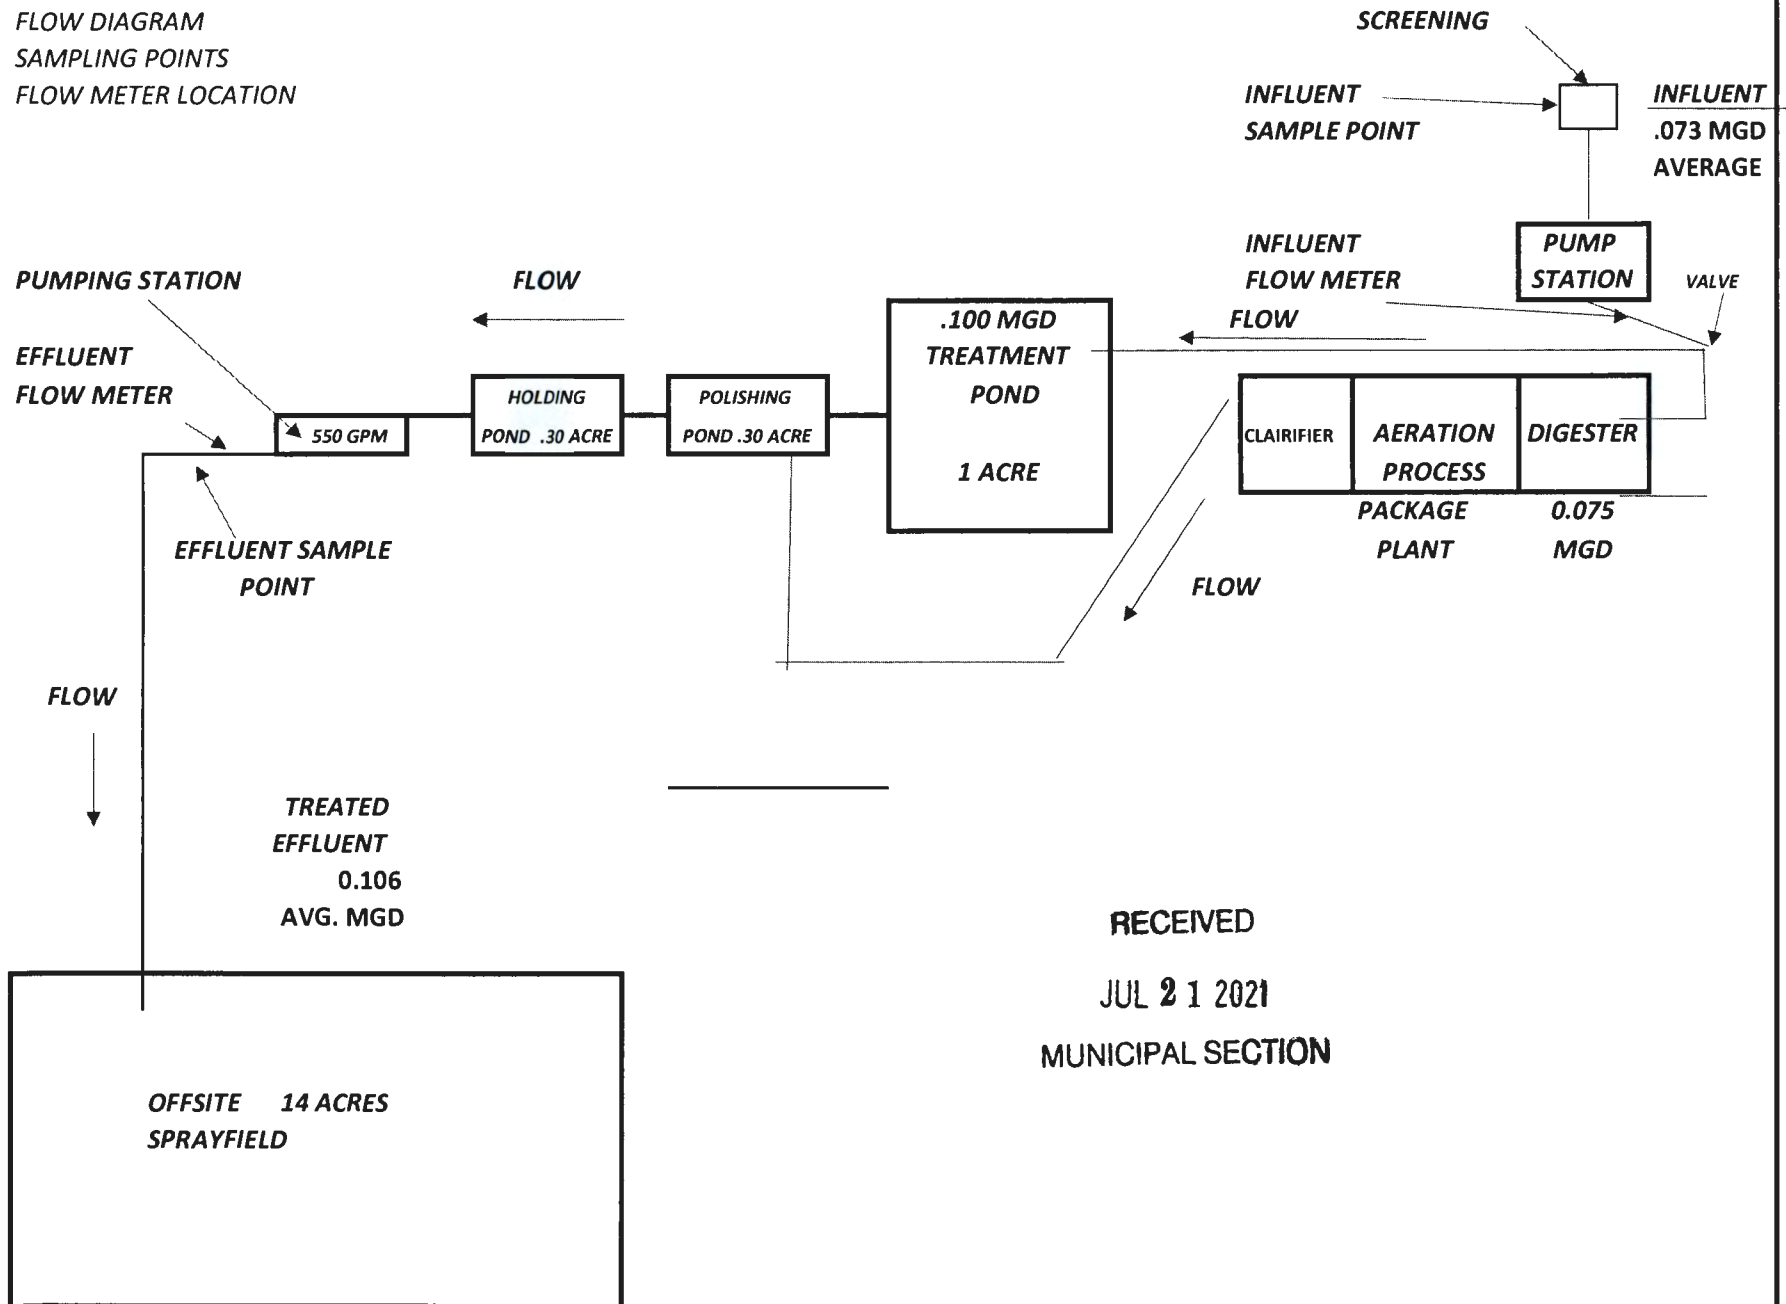 FLOW DIAGRAM
SAMPLING POINTS
FLOW METER LOCATION
SCREENING
INFLUENT
SAMPLE POINT
INFLUENT
.073 MGD
AVERAGE
INFLUENT
FLOW METER
PUMP
STATION
VALVE
PUMPING STATION
FLOW
FLOW
EFFLUENT
FLOW METER
550 GPM
HOLDING
POND .30 ACRE
POLISHING
POND .30 ACRE
.100 MGD
TREATMENT
POND
1 ACRE
CLAIRIFIER
AERATION
PROCESS
DIGESTER
PACKAGE
PLANT
0.075
MGD
EFFLUENT SAMPLE
POINT
FLOW
FLOW
TREATED
EFFLUENT
0.106
AVG. MGD
RECEIVED
JUL 21 2021
MUNICIPAL SECTION
OFFSITE 14 ACRES
SPRAYFIELD